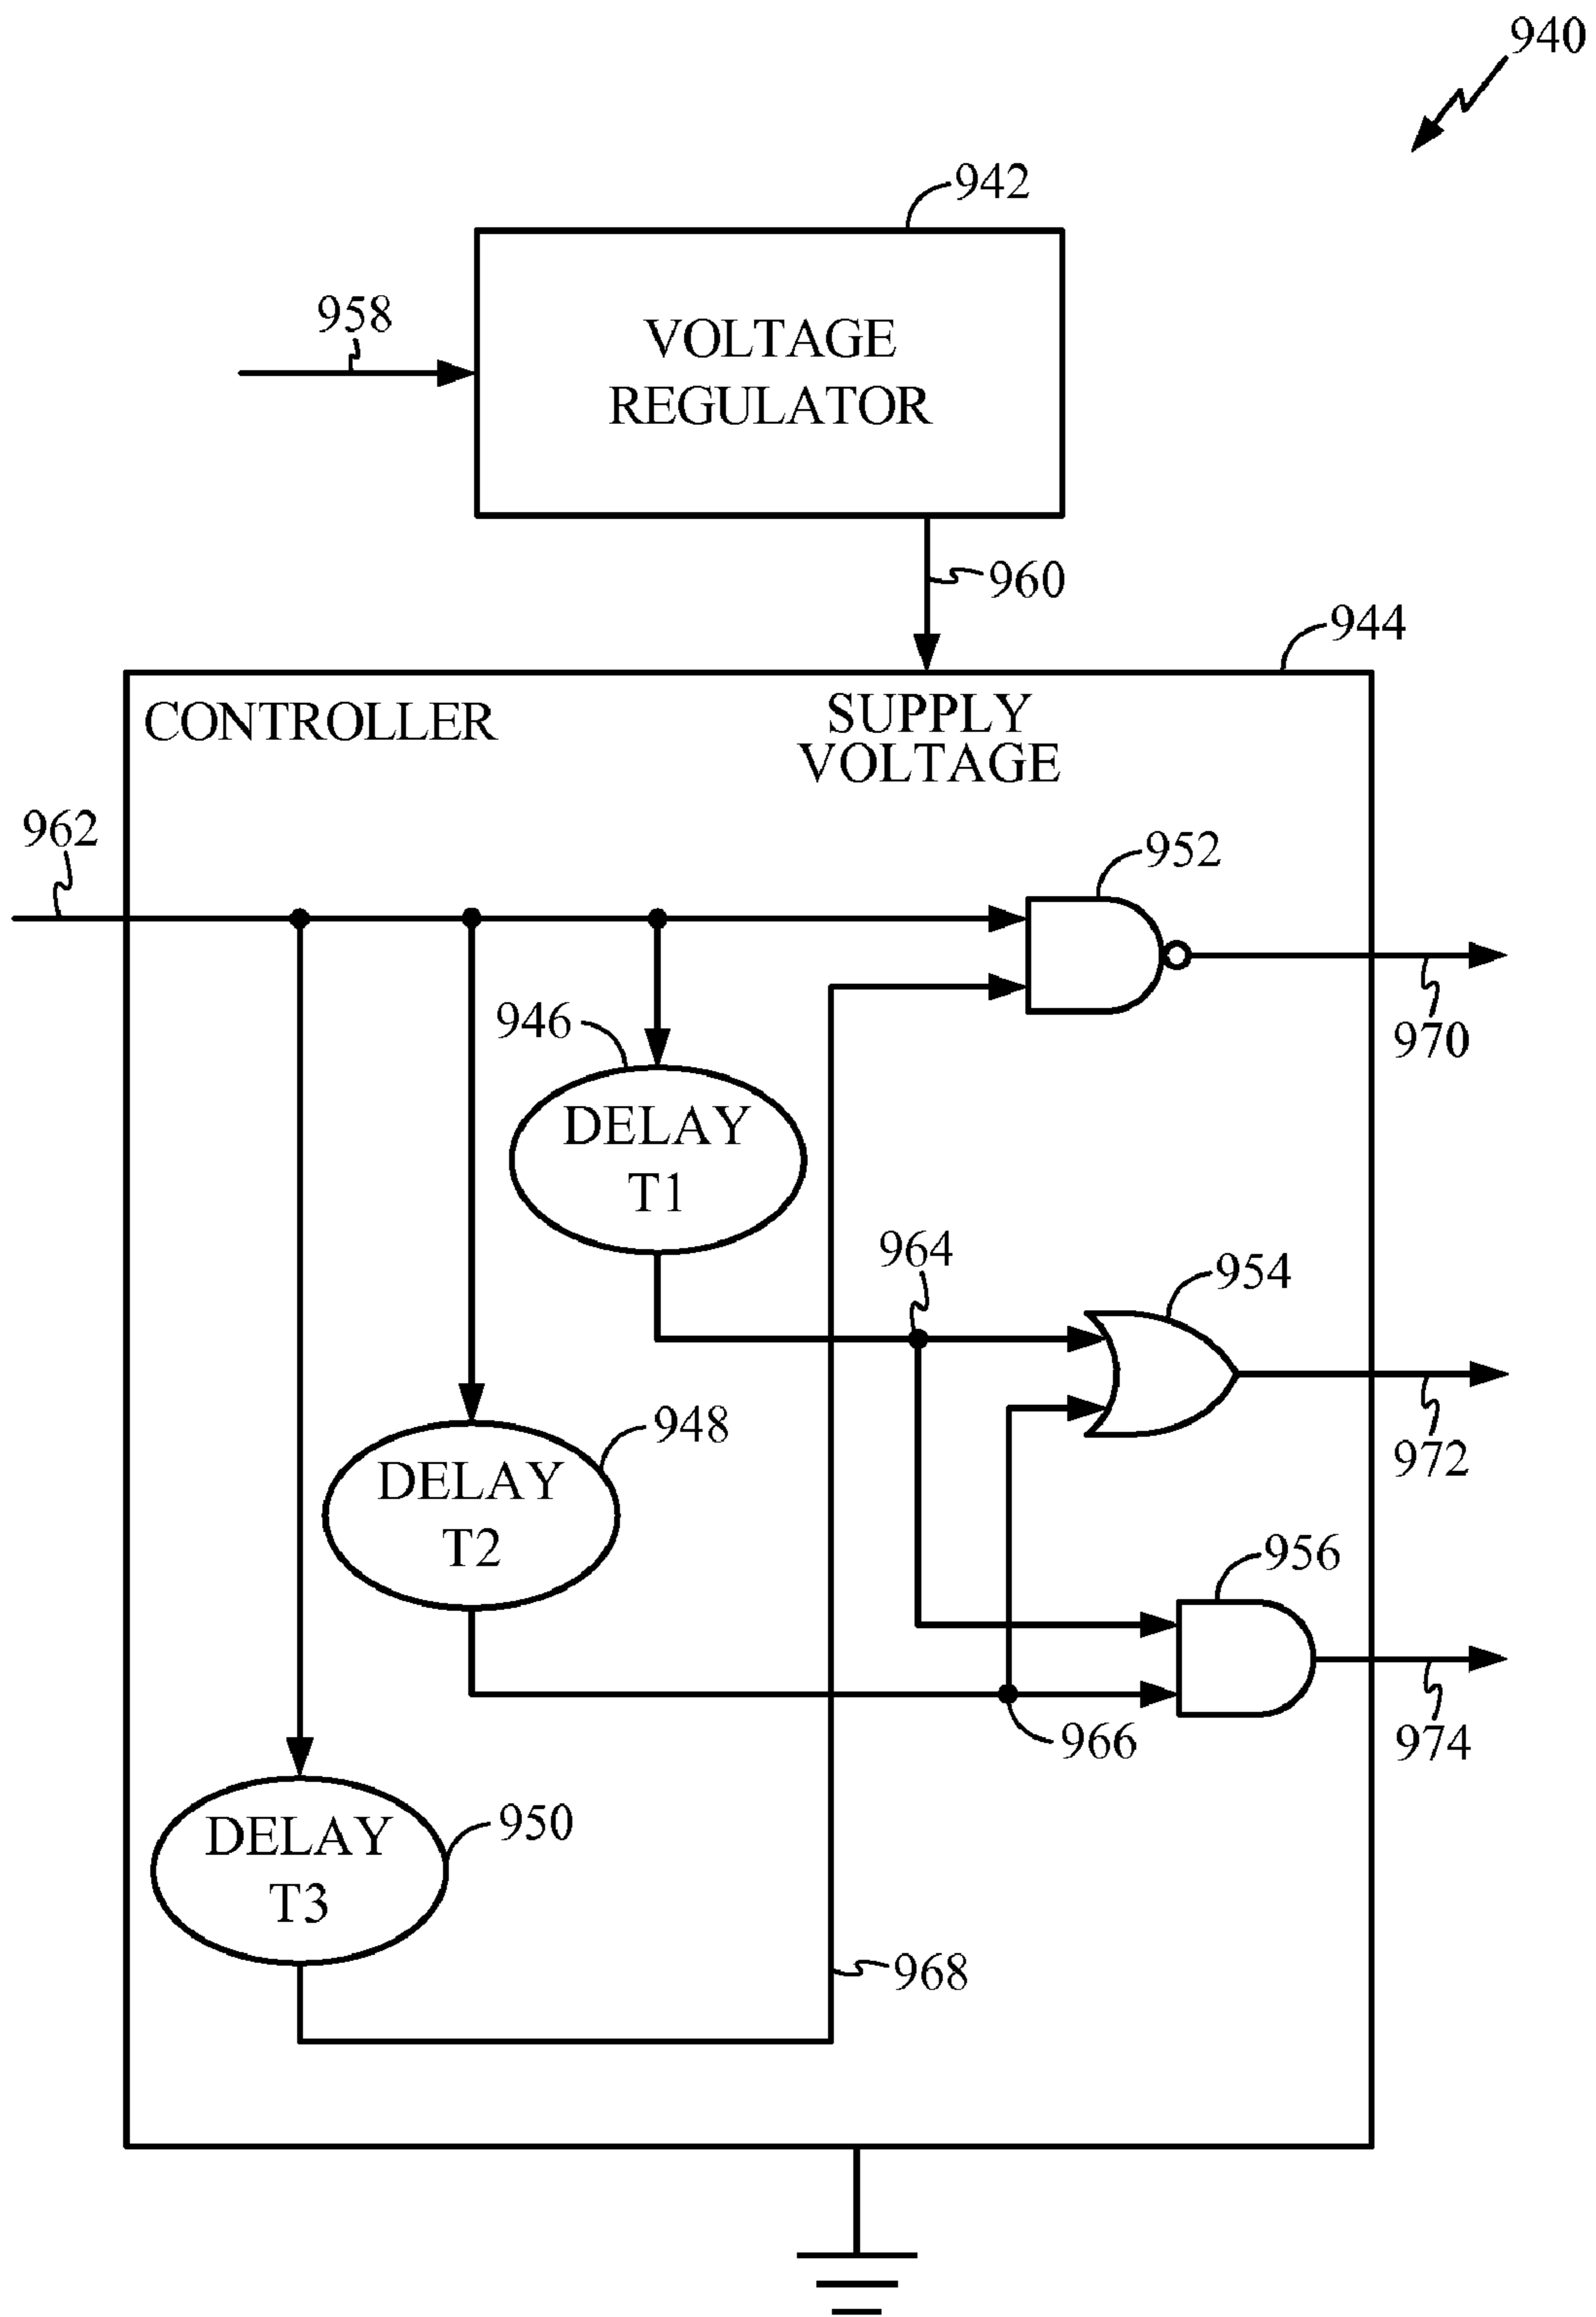 940
942
958
VOLTAGE
REGULATOR
960
944
CONTROLLER
SUPPLY
VOLTAGE
962
952
970
946
DELAY
T1
964
954
972
948
DELAY
T2
956
966
974
950
DELAY
T3
968